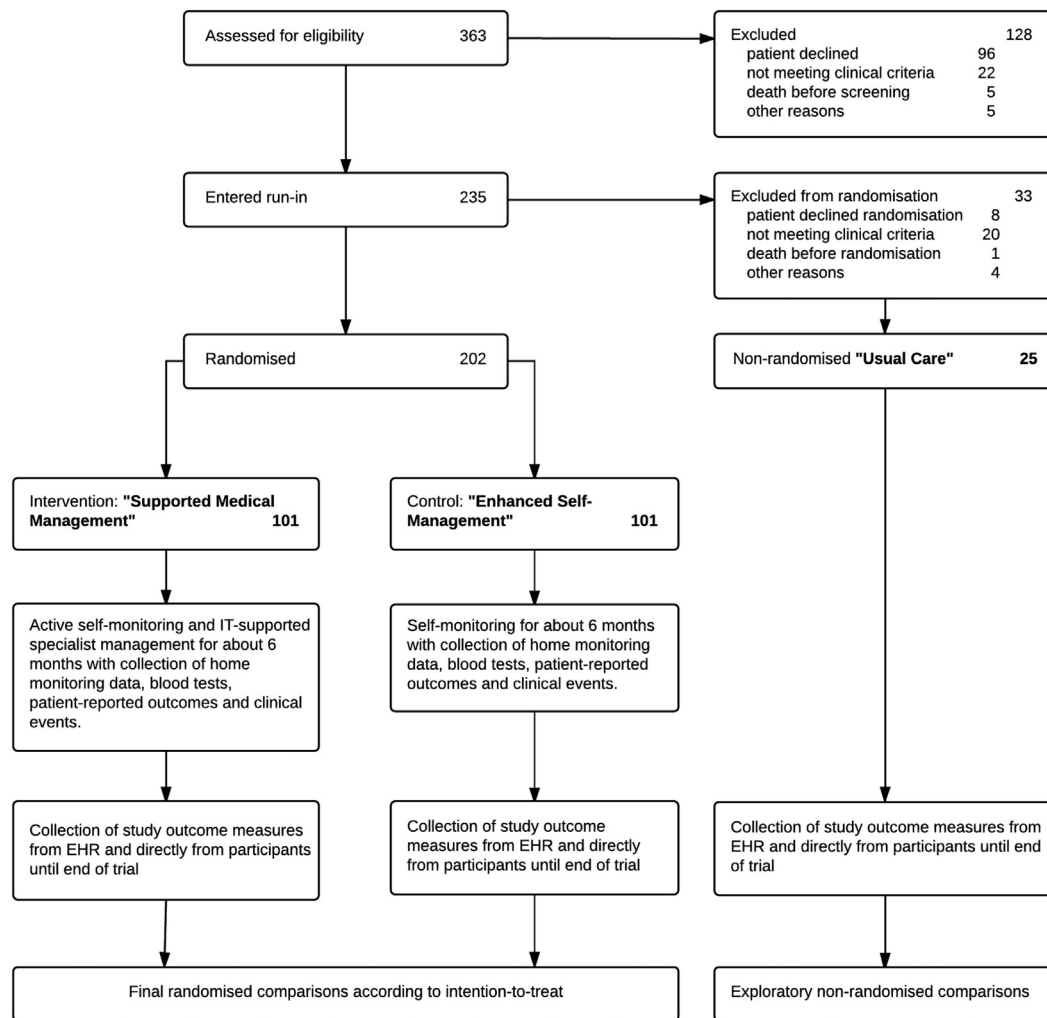 Assessed for eligibility 363
Excluded 128
patient declined 96
not meeting clinical criteria 22
death before screening 5
other reasons 5
Entered run-in 235
Excluded from randomisation 33
patient declined randomisation 8
not meeting clinical criteria 20
death before randomisation 1
other reasons 4
Randomised 202
Non-randomised "Usual Care" 25
Intervention: "Supported Medical
Management" 101
Control: "Enhanced Self-
Management" 101
Active self-monitoring and IT-supported
specialist management for about 6
months with collection of home
monitoring data, blood tests,
patient-reported outcomes and clinical
events.
Self-monitoring for about 6 months
with collection of home monitoring
data, blood tests, patient-reported
outcomes and clinical events.
Collection of study outcome measures
from EHR and directly from participants
until end of trial
Collection of study outcome
measures from EHR and directly
from participants until end of trial
Collection of study outcome measures from
EHR and directly from participants until end of
trial
Final randomised comparisons according to intention-to-treat
Exploratory non-randomised comparisons